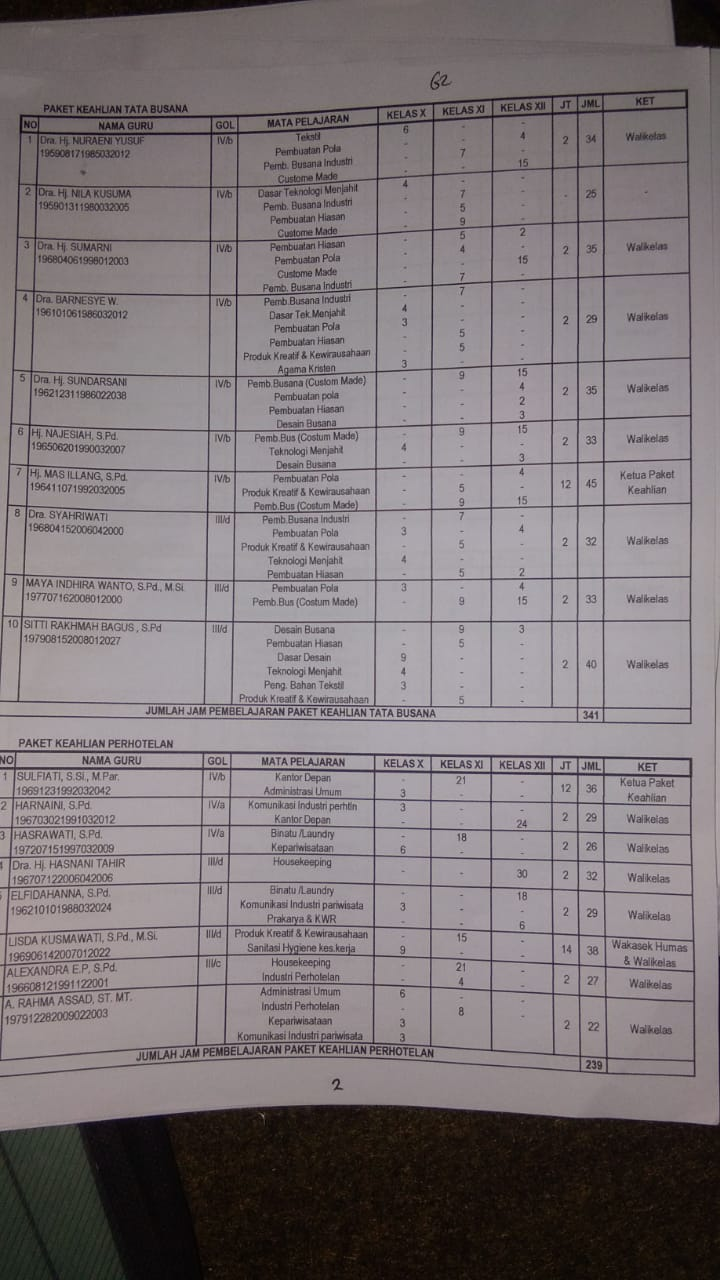 62
PAKET KEAHLIAN TATA BUSANA
NO NAMA GURU GOL MATA PELAJARAN KELAS X KELAS XI KELAS XII JT JML KET
1 Dra. Hj. NURAENI YUSUF IV/b Tekstil 6 - - 2 34 Walikelas
195908171985032012 Pembuatan Pola - - 4
Pemb. Busana Industri - 7 -
Custome Made - - 15
2 Dra. Hj. NILA KUSUMA IV/b Dasar Teknologi Menjahit 4 - - - 25 -
195901311980032005 Pemb. Busana Industri - 7 -
Pembuatan Hiasan - 5 -
Custome Made - 9 -
3 Dra. Hj. SUMARNI IV/b Pembuatan Hiasan - 5 2 2 35 Walikelas
196804061998012003 Pembuatan Pola - 4 -
Custome Made - - 15
Pemb. Busana Industri - 7 -
4 Dra. BARNESYE W. IV/b Pemb.Busana Industri - 7 - 2 29 Walikelas
196101061986032012 Dasar Tek.Menjahit 4 - -
Pembuatan Pola 3 - -
Pembuatan Hiasan - 5 -
Produk Kreatif & Kewirausahaan - 5 -
Agama Kristen 3 - -
5 Dra. Hj. SUNDARSANI IV/b Pemb.Busana (Custom Made) - 9 15 2 35 Walikelas
196212311986022038 Pembuatan pola - - 4
Pembuatan Hiasan - - 2
Desain Busana - - 3
6 Hj. NAJESIAH, S.Pd. IV/b Pemb.Bus (Costum Made) - 9 15 2 33 Walikelas
196506201990032007 Teknologi Menjahit 4 - -
Desain Busana - - 3
7 Hj. MAS ILLANG, S.Pd. IV/b Pembuatan Pola - - 4 12 45 Ketua Paket Keahlian
196411071992032005 Produk Kreatif & Kewirausahaan - 5 -
Pemb.Bus (Costum Made) - 9 15
8 Dra. SYAHRIWATI III/d Pemb.Busana Industri - 7 - 2 32 Walikelas
196804152006042000 Pembuatan Pola 3 - 4
Produk Kreatif & Kewirausahaan - 5 -
Teknologi Menjahit 4 - -
Pembuatan Hiasan - 5 2
9 MAYA INDHIRA WANTO, S.Pd., M.Si. III/d Pembuatan Pola 3 - 4 2 33 Walikelas
197707162008012000 Pemb.Bus (Costum Made) - 9 15
10 SITTI RAKHMAH BAGUS , S.Pd III/d Desain Busana - 9 3 2 40 Walikelas
197908152008012027 Pembuatan Hiasan - 5 -
Dasar Desain 9 - -
Teknologi Menjahit 4 - -
Peng. Bahan Tekstil 3 - -
Produk Kreatif & Kewirausahaan - 5 -
JUMLAH JAM PEMBELAJARAN PAKET KEAHLIAN TATA BUSANA 341
PAKET KEAHLIAN PERHOTELAN
NO NAMA GURU GOL MATA PELAJARAN KELAS X KELAS XI KELAS XII JT JML KET
1 SULFIATI, S.Si., M.Par. IV/b Kantor Depan - 21 - 12 36 Ketua Paket Keahlian
19691231992032042 Administrasi Umum 3 - -
2 HARNAINI, S.Pd. IV/a Komunikasi Industri perhtln 3 - - 2 29 Walikelas
196703021991032012 Kantor Depan - - 24
3 HASRAWATI, S.Pd. IV/a Binatu /Laundry - 18 - 2 26 Walikelas
197207151997032009 Kepariwisataan 6 - -
Dra. Hj. HASNANI TAHIR III/d Housekeeping - - 30 2 32 Walikelas
196707122006042006
ELFIDAHANNA, S.Pd. III/d Binatu /Laundry - - 18 2 29 Walikelas
196210101988032024 Komunikasi Industri pariwisata 3 - -
Prakarya & KWR - - 6
LISDA KUSMAWATI, S.Pd., M.Si. III/d Produk Kreatif & Kewirausahaan - 15 - 14 38 Wakasek Humas & Walikelas
196906142007012022 Sanitasi Hygiene kes.kerja 9 - -
ALEXANDRA E.P, S.Pd. III/c Housekeeping - 21 - 2 27 Walikelas
196608121991122001 Industri Perhotelan - 4 -
A. RAHMA ASSAD, ST. MT. Administrasi Umum 6 - - 2 22 Walikelas
197912282009022003 Industri Perhotelan - 8 -
Kepariwisataan 3 - -
Komunikasi Industri pariwisata 3
JUMLAH JAM PEMBELAJARAN PAKET KEAHLIAN PERHOTELAN 239
2